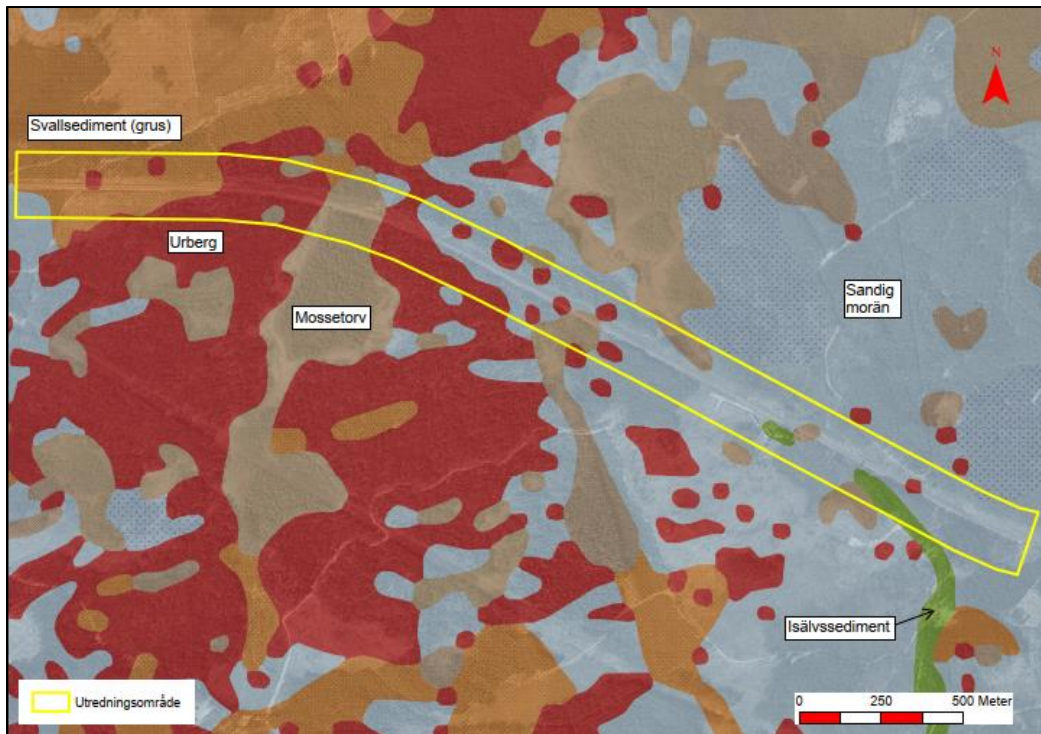 N
Svallsediment (grus)
Urberg
Mossetorv
Sandig
morän
Isälvssediment
Utredningsområde
0 250 500 Meter